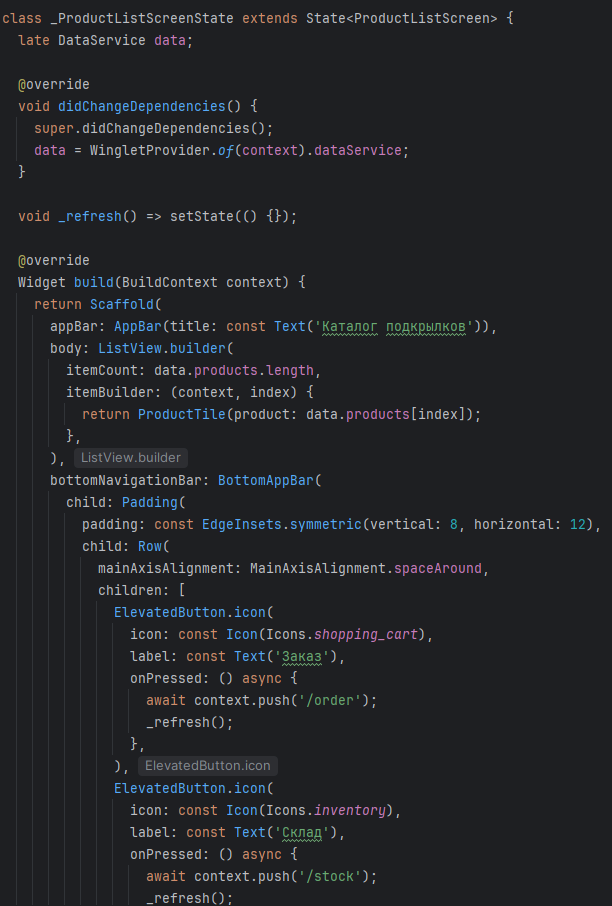 class _ProductListScreenState extends State<ProductListScreen> {
  late DataService data;

  @override
  void didChangeDependencies() {
    super.didChangeDependencies();
    data = WingletProvider.of(context).dataService;
  }

  void _refresh() => setState(() {});

  @override
  Widget build(BuildContext context) {
    return Scaffold(
      appBar: AppBar(title: const Text('Каталог подкрылков')),
      body: ListView.builder(
        itemCount: data.products.length,
        itemBuilder: (context, index) {
          return ProductTile(product: data.products[index]);
        },
      ), ListView.builder
      bottomNavigationBar: BottomAppBar(
        child: Padding(
          padding: const EdgeInsets.symmetric(vertical: 8, horizontal: 12),
          child: Row(
            mainAxisAlignment: MainAxisAlignment.spaceAround,
            children: [
              ElevatedButton.icon(
                icon: const Icon(Icons.shopping_cart),
                label: const Text('Заказ'),
                onPressed: () async {
                  await context.push('/order');
                  _refresh();
                },
              ), ElevatedButton.icon
              ElevatedButton.icon(
                icon: const Icon(Icons.inventory),
                label: const Text('Склад'),
                onPressed: () async {
                  await context.push('/stock');
                  _refresh();